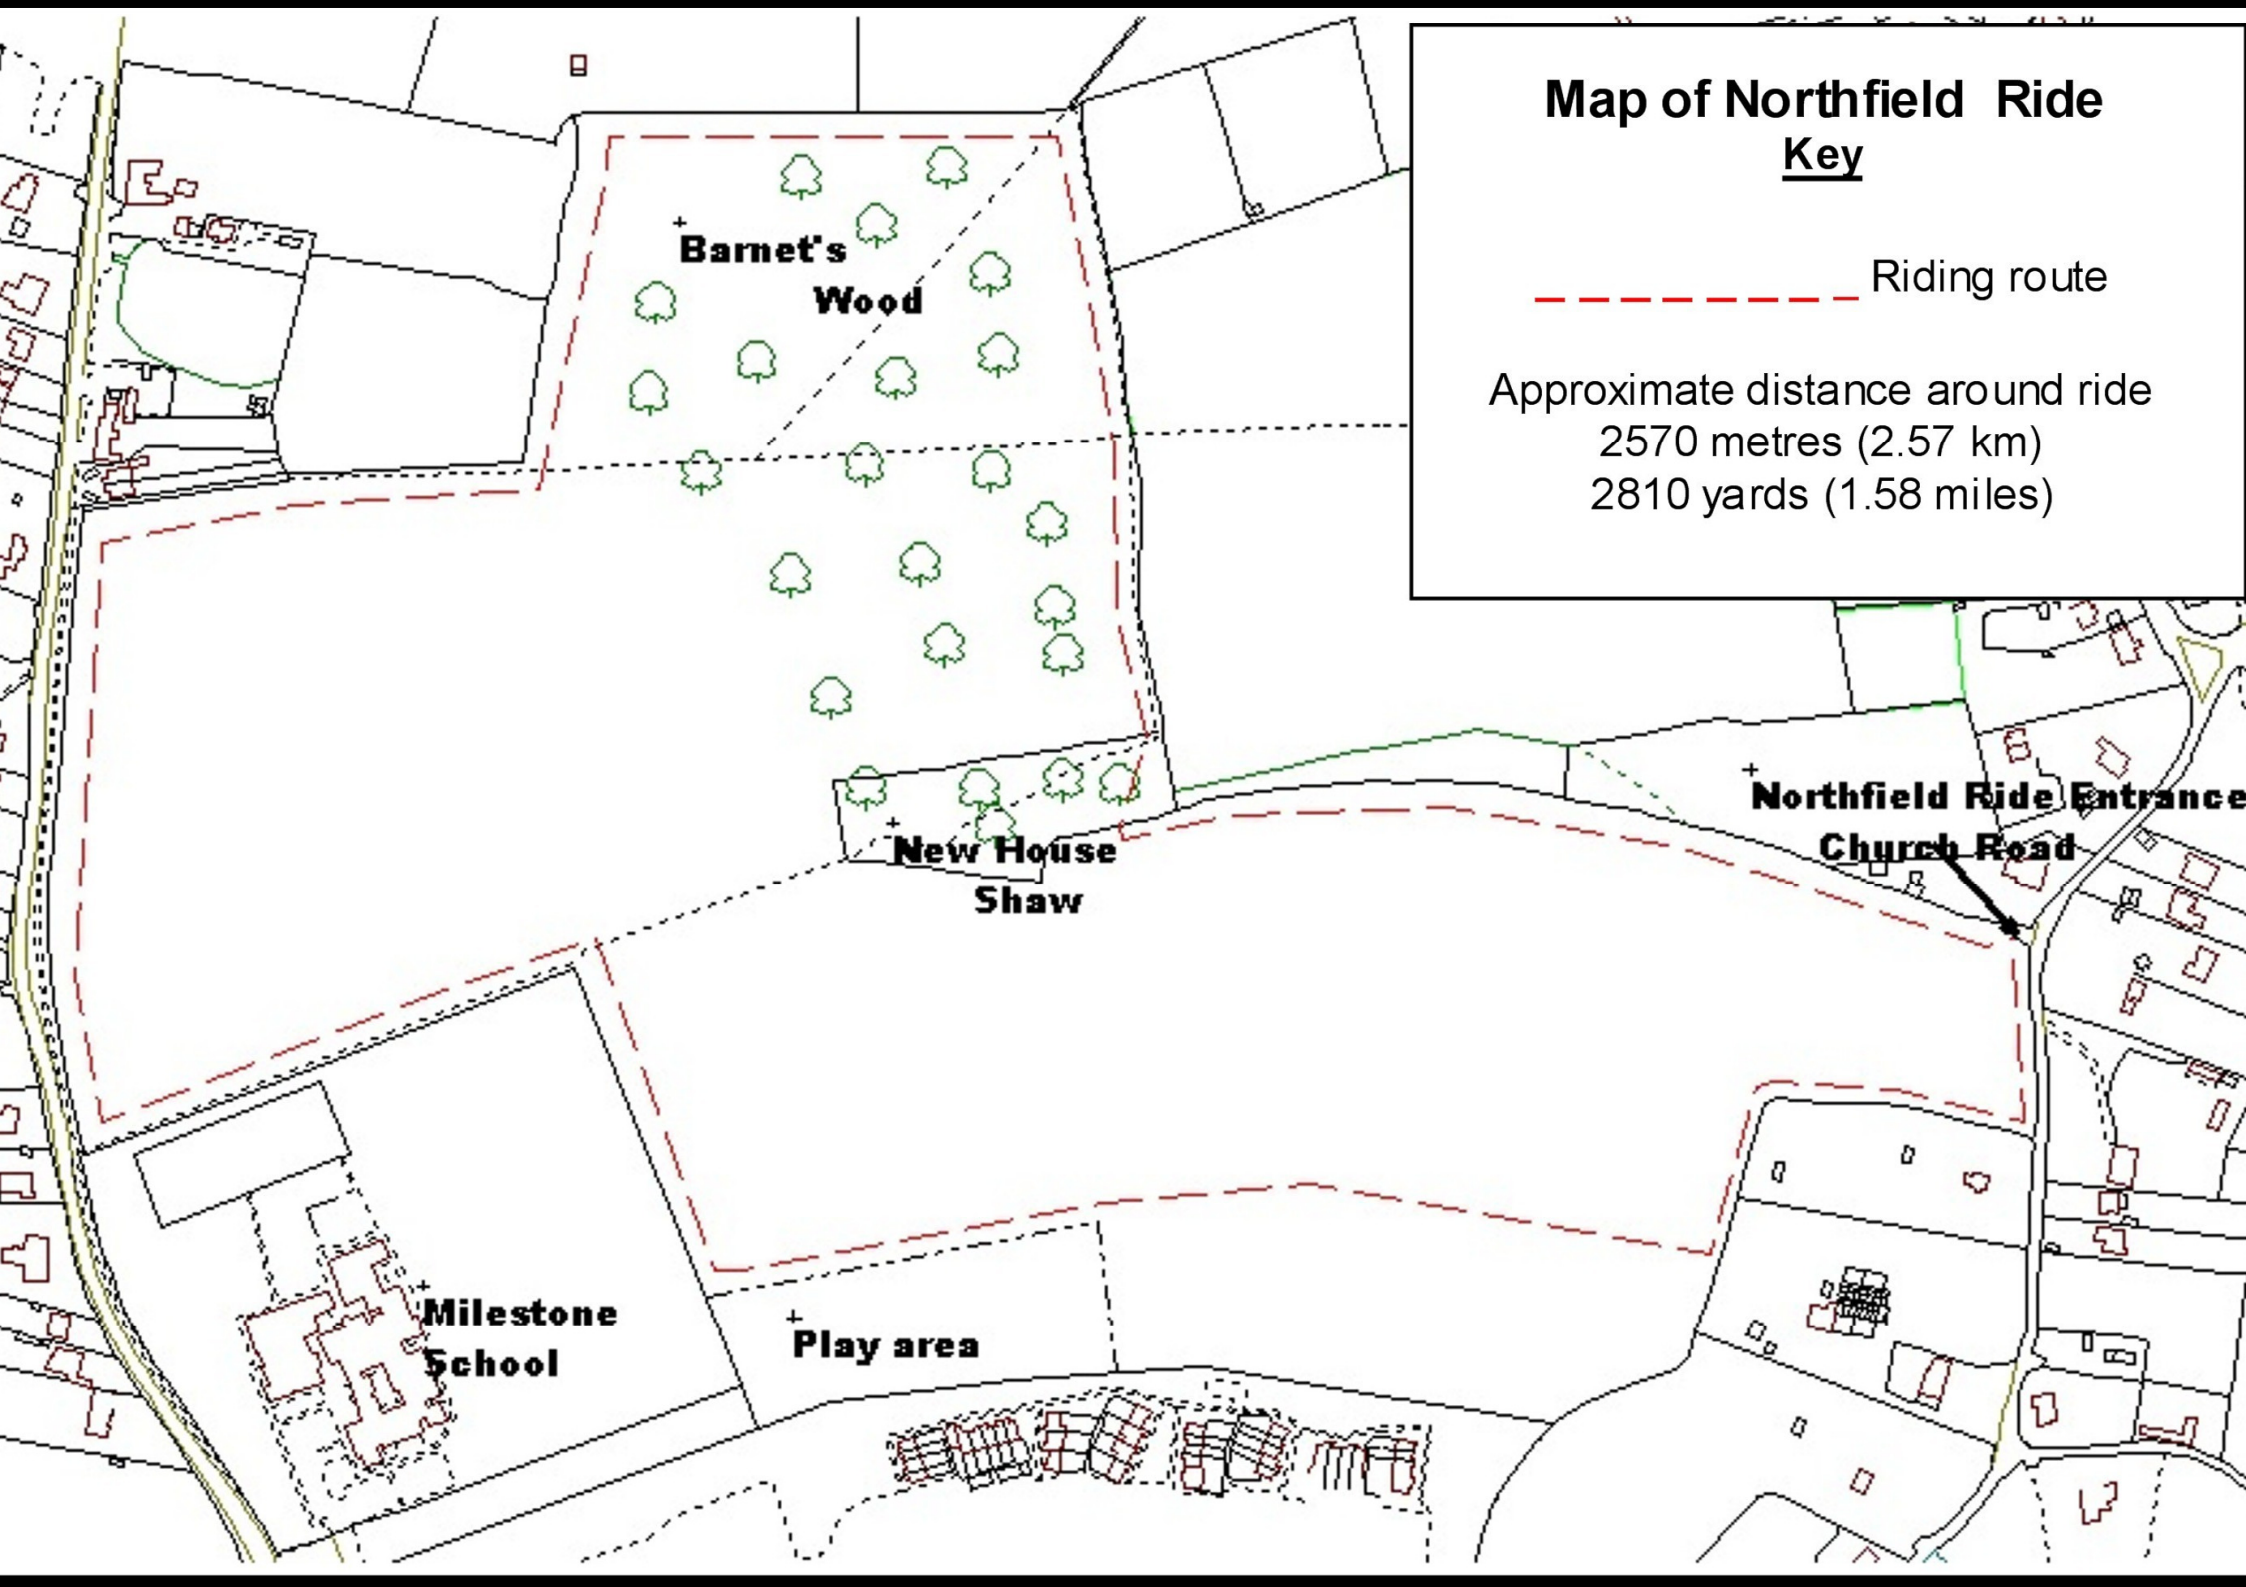 Map of Northfield Ride
Key
Riding route
Approximate distance around ride
2570 metres (2.57 km)
2810 yards (1.58 miles)
Barnet's
Wood
Northfield Ride Entrance
Church Road
New House
Shaw
Milestone
School
Play area